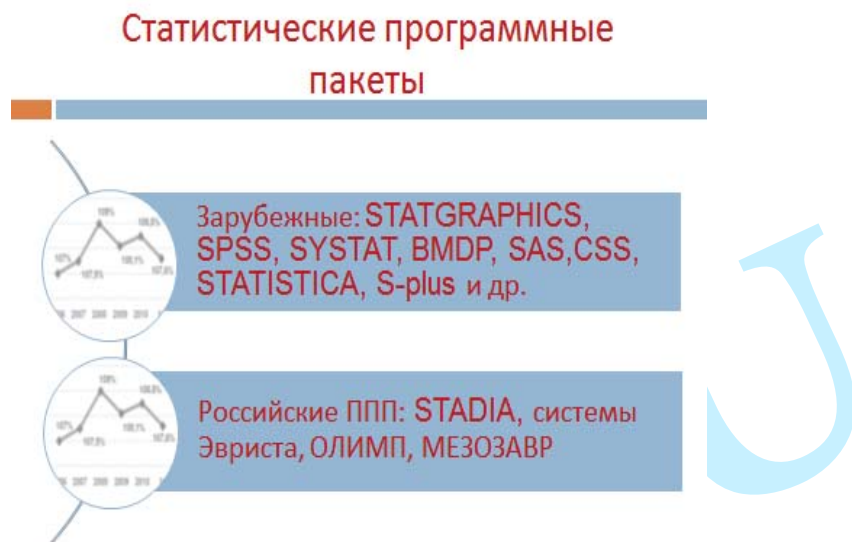 Статистические программные
пакеты
Зарубежные: STATGRAPHICS,
SPSS, SYSTAT, BMDP, SAS,CSS,
STATISTICA, S-plus и др.
Российские ППП: STADIA, системы
Эвриста, ОЛИМП, МЕЗОЗАВР